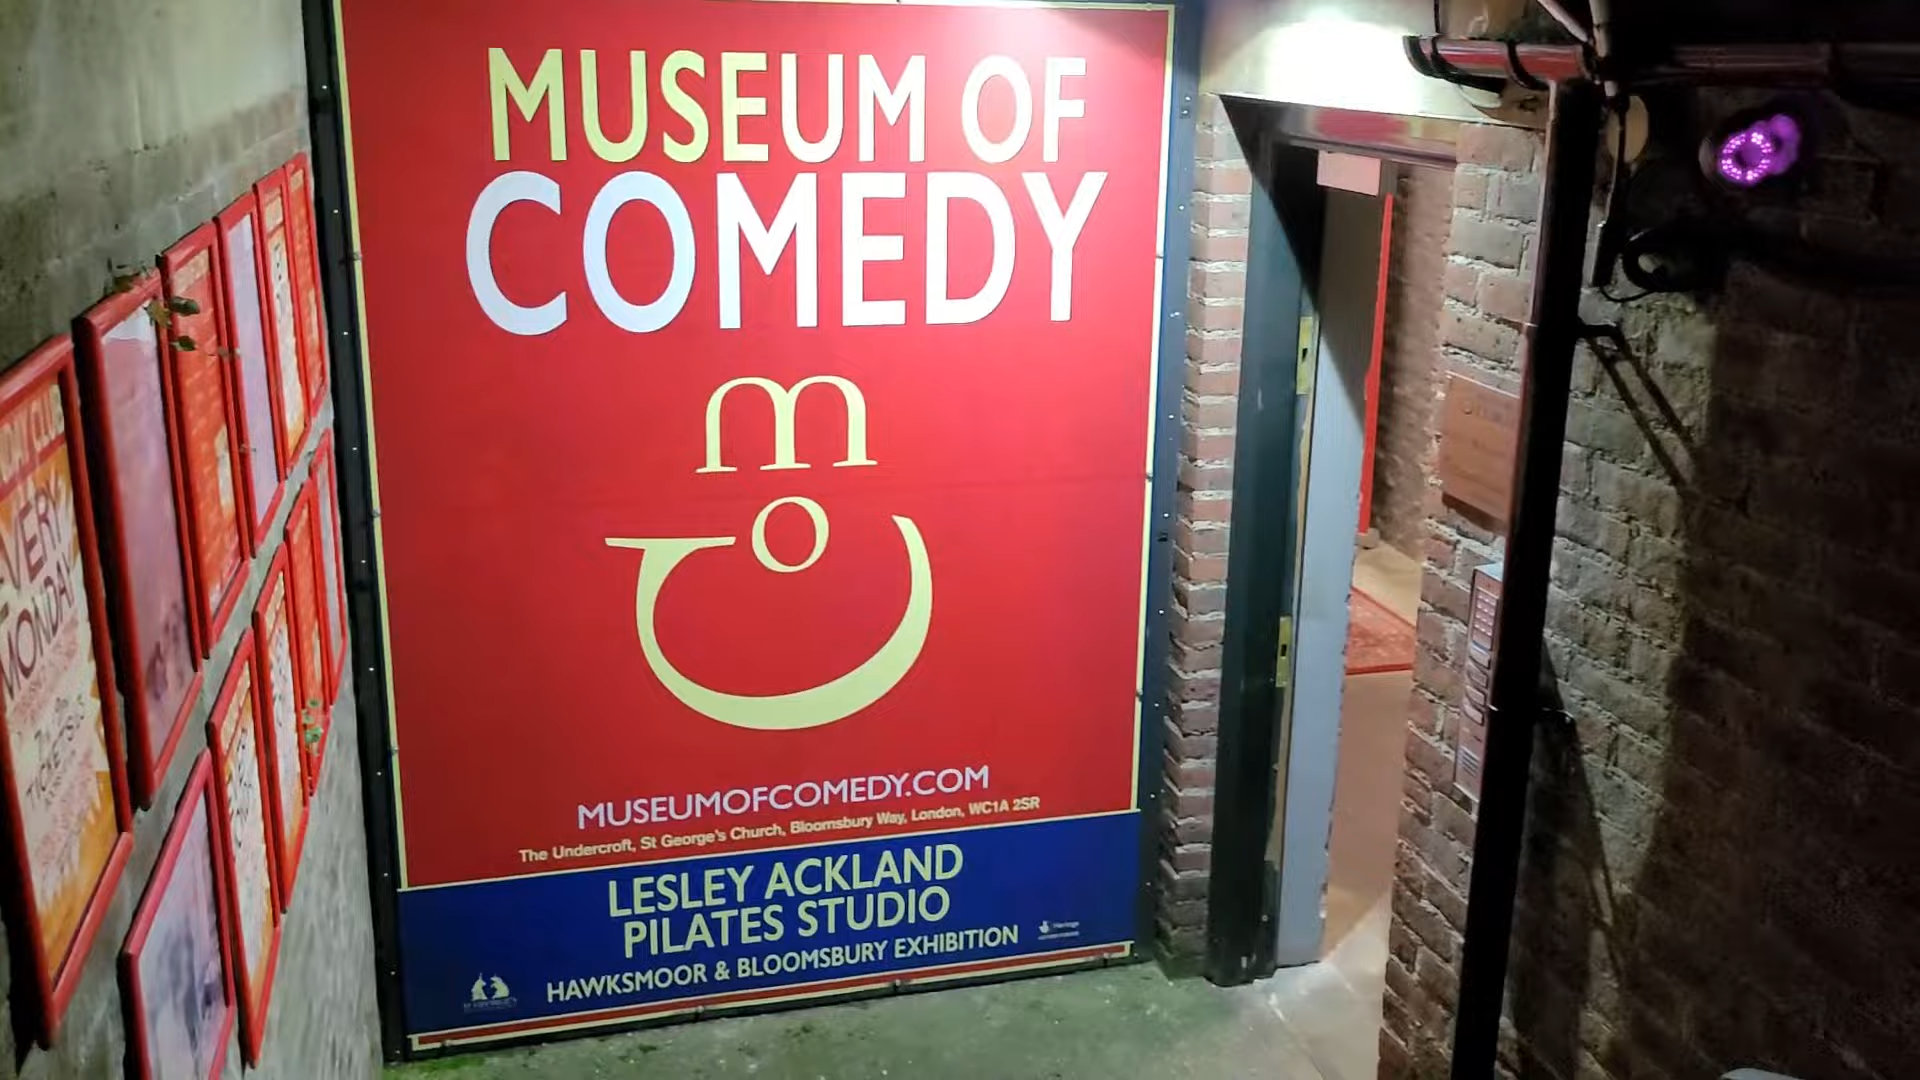 MUSEUM OF
COMEDY
m
o
C
MUSEUMOFCOMEDY.COM
The Undercroft, St George's Church, Bloomsbury Way, London, WC1A 2SR
LESLEY ACKLAND
PILATES STUDIO
HAWKSMOOR & BLOOMSBURY EXHIBITION
EVERY
MONDAY
TICKETS